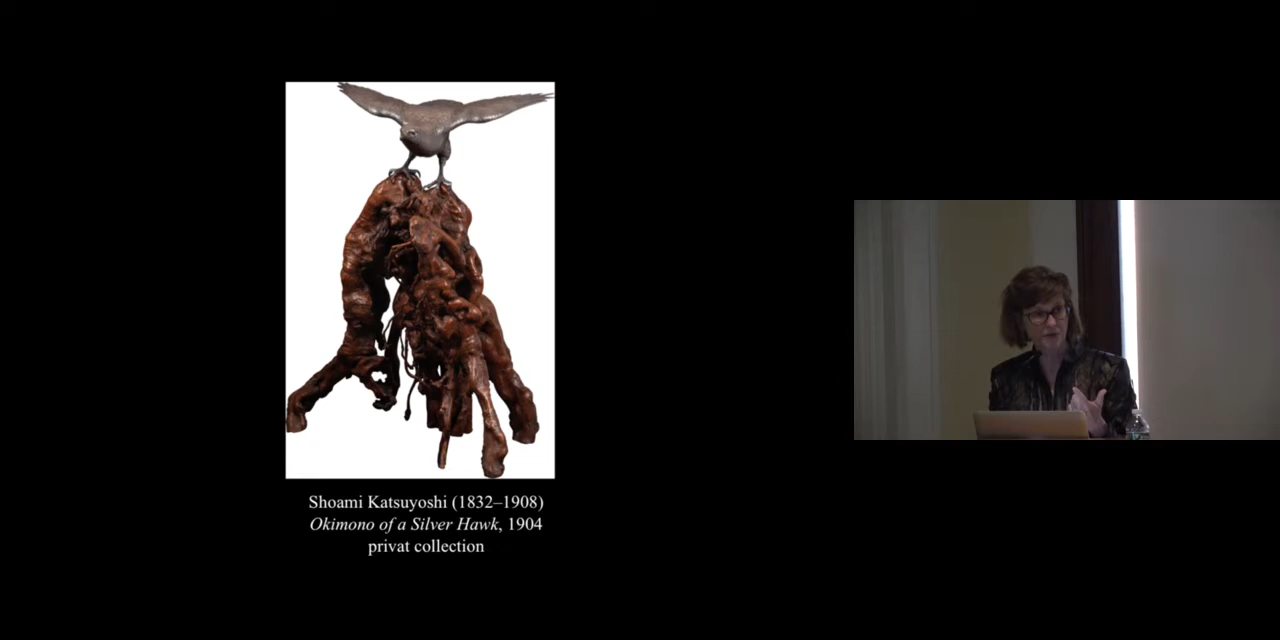 Shoami Katsuyoshi (1832–1908)
Okimono of a Silver Hawk, 1904
privat collection